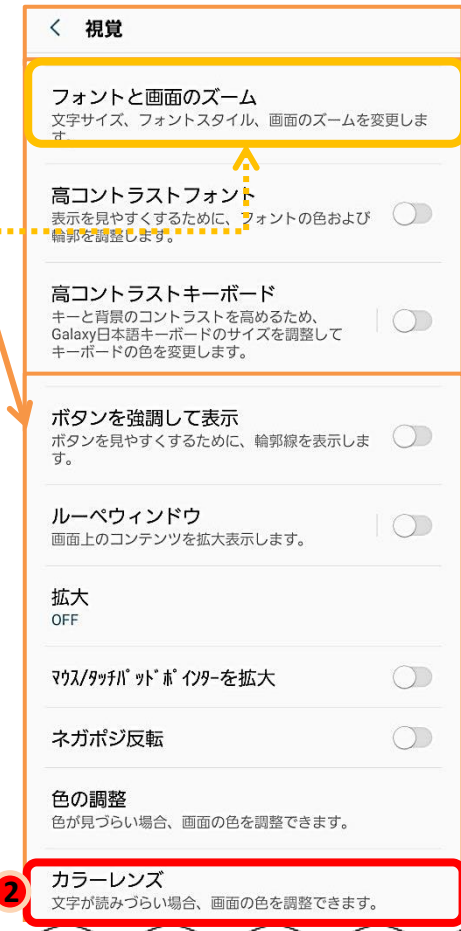 視覚
フォントと画面のズーム
文字サイズ、フォントスタイル、画面のズームを変更しま
す。
高コントラストフォント
表示を見やすくするために、フォントの色および
輪郭を調整します。
高コントラストキーボード
キーと背景のコントラストを高めるため、
Galaxy日本語キーボードのサイズを調整して
キーボードの色を変更します。
ボタンを強調して表示
ボタンを見やすくするために、輪郭線を表示しま
す。
ルーペウィンドウ
画面上のコンテンツを拡大表示します。
拡大
OFF
ﾏｳｽ/ﾀｯﾁﾊﾟｯﾄﾞﾎﾟｲﾝﾀｰを拡大
ネガポジ反転
色の調整
色が見づらい場合、画面の色を調整できます。
2
カラーレンズ
文字が読みづらい場合、画面の色を調整できます。